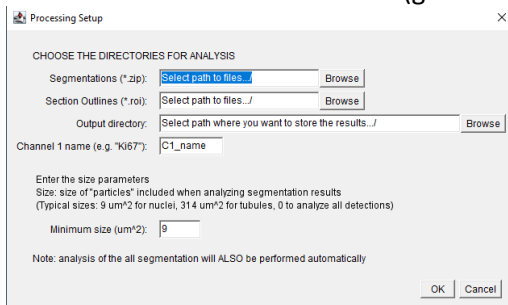 Processing Setup
CHOOSE THE DIRECTORIES FOR ANALYSIS
Segmentations (*.zip): Select path to files.../ Browse
Section Outlines (*.roi): Select path to files.../ Browse
Output directory: Select path where you want to store the results.../ Browse
Channel 1 name (e.g. "Ki67"): C1_name
Enter the size parameters
Size: size of "particles" included when analyzing segmentation results
(Typical sizes: 9 um^2 for nuclei, 314 um^2 for tubules, 0 to analyze all detections)
Minimum size (um^2): 9
Note: analysis of the all segmentation will ALSO be performed automatically
OK Cancel